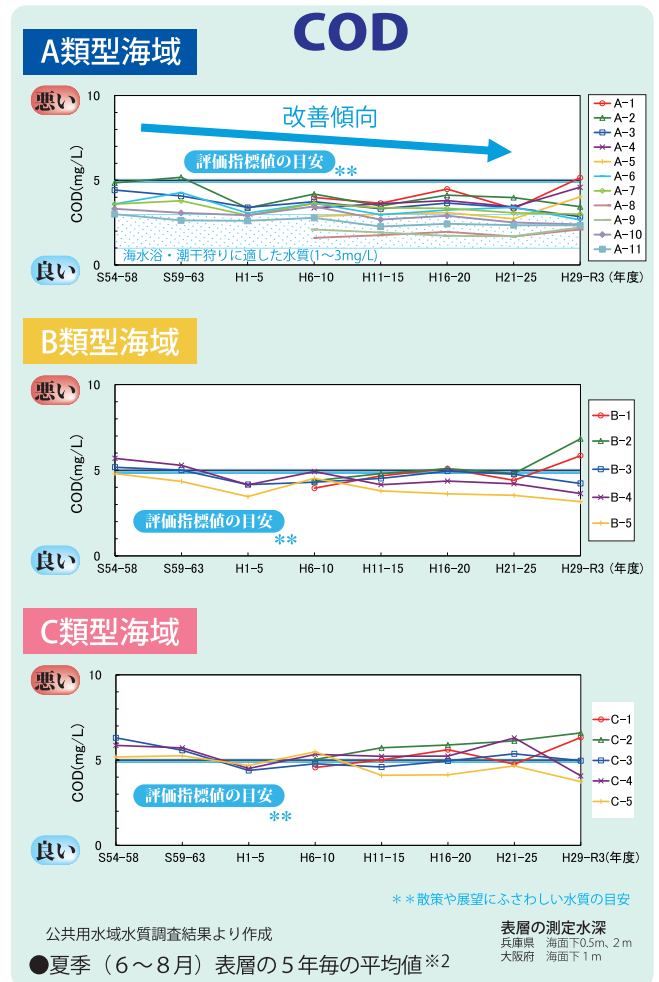 COD
A類型海域
悪い
10
改善傾向
評価指標値の目安
**
COD(mg/L)
5
海水浴・潮干狩りに適した水質(1～3mg/L)
良い
0
S54-58 S59-63 H1-5 H6-10 H11-15 H16-20 H21-25 H29-R3 (年度)
A-1
A-2
A-3
A-4
A-5
A-6
A-7
A-8
A-9
A-10
A-11
B類型海域
悪い
10
COD(mg/L)
5
評価指標値の目安
**
良い
0
S54-58 S59-63 H1-5 H6-10 H11-15 H16-20 H21-25 H29-R3 (年度)
B-1
B-2
B-3
B-4
B-5
C類型海域
悪い
10
COD(mg/L)
5
評価指標値の目安
**
良い
0
S54-58 S59-63 H1-5 H6-10 H11-15 H16-20 H21-25 H29-R3(年度)
C-1
C-2
C-3
C-4
C-5
＊＊散策や展望にふさわしい水質の目安
公共用水域水質調査結果より作成
●夏季（６～８月）表層の５年毎の平均値※2
表層の測定水深
兵庫県　海面下0.5m、２ｍ
大阪府　海面下１ｍ